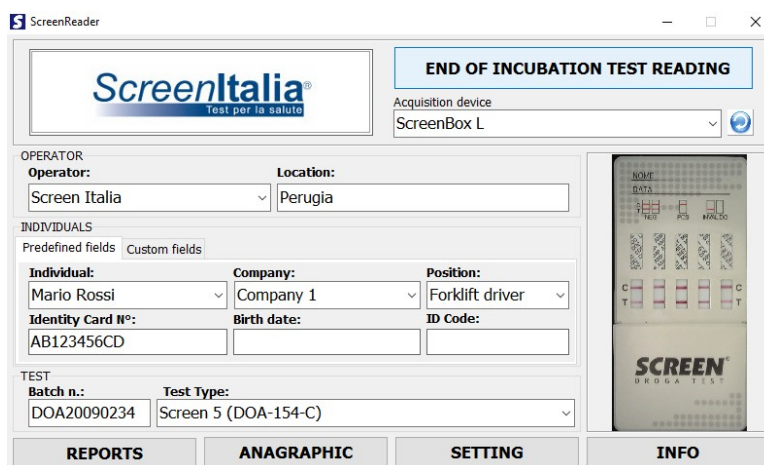 ScreenReader
ScreenItalia®
Test per la salute
END OF INCUBATION TEST READING
Acquisition device
ScreenBox L
OPERATOR
Operator: Location:
Screen Italia Perugia
INDIVIDUALS
Predefined fields Custom fields
Individual: Company: Position:
Mario Rossi Company 1 Forklift driver
Identity Card N°: Birth date: ID Code:
AB123456CD
TEST
Batch n.: Test Type:
DOA20090234 Screen 5 (DOA-154-C)
NOME
DATA
C
T
NEG POS INVALIDO
C C
T T
SCREEN®
DROGA TEST
REPORTS ANAGRAPHIC SETTING INFO